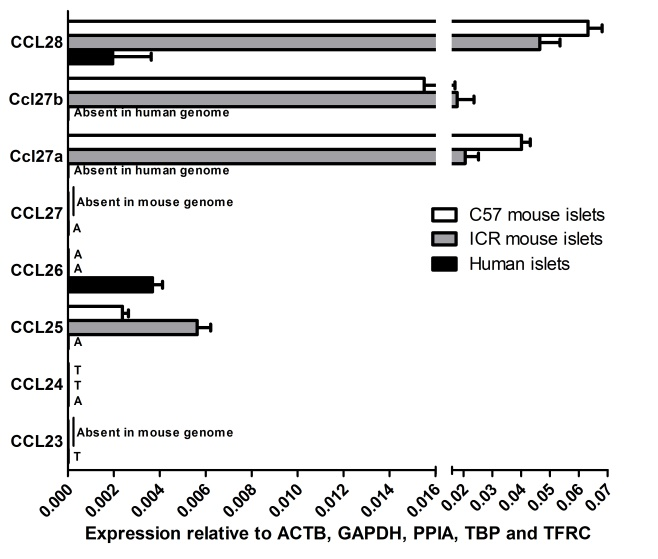 CCL28
Ccl27b
Absent in human genome
Ccl27a
Absent in human genome
CCL27
Absent in mouse genome
A
CCL26
A
A
CCL25
A
CCL24
T
T
A
CCL23
Absent in mouse genome
T
C57 mouse islets
ICR mouse islets
Human islets
0.000 0.002 0.004 0.006 0.008 0.010 0.012 0.014 0.016 0.02 0.03 0.04 0.05 0.06 0.07
Expression relative to ACTB, GAPDH, PPIA, TBP and TFRC